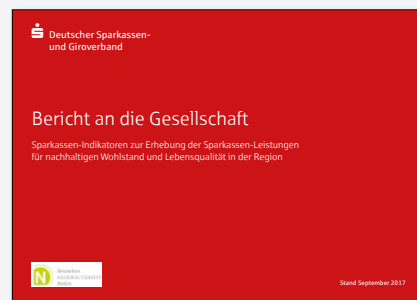 Deutscher Sparkassen-
und Giroverband
Bericht an die Gesellschaft
Sparkassen-Indikatoren zur Erhebung der Sparkassen-Leistungen
für nachhaltigen Wohlstand und Lebensqualität in der Region
N
Stand September 2017